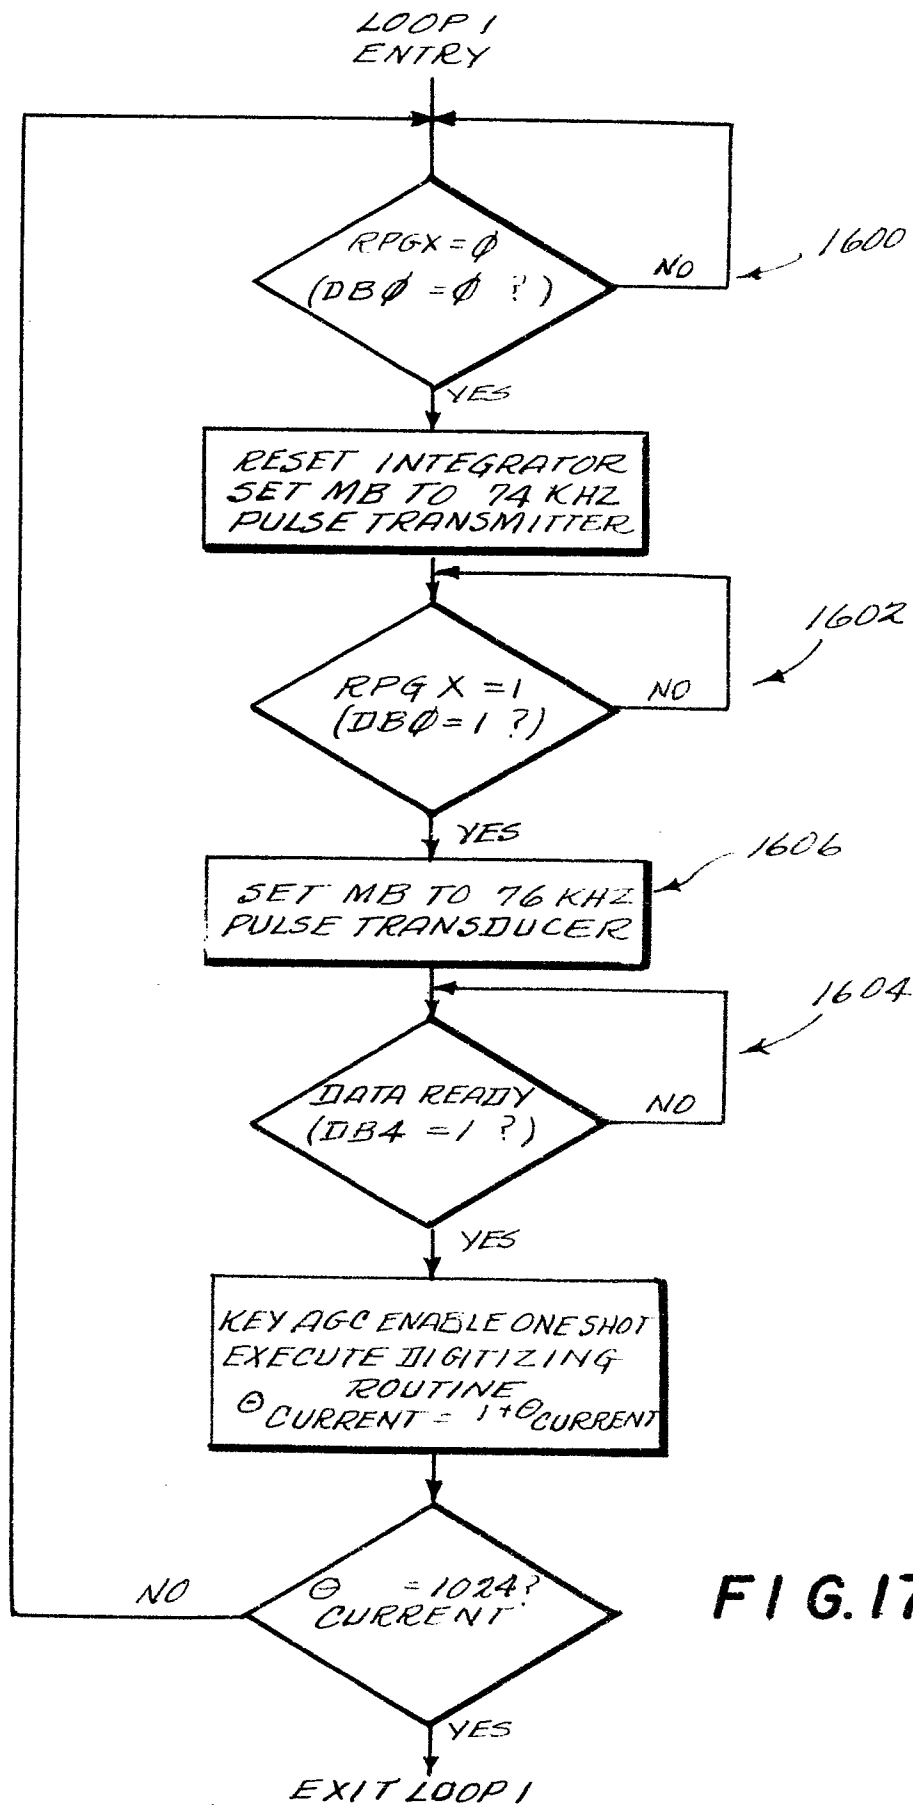 LOOP 1
ENTRY
RPGX = Ø
(DBØ = Ø ?)
NO
1600
YES
RESET INTEGRATOR
SET MB TO 74 KHZ
PULSE TRANSMITTER
1602
RPG X = 1
(DBØ = 1 ?)
NO
YES
1606
SET MB TO 76 KHZ
PULSE TRANSDUCER
1604
DATA READY
(DB4 = 1 ?)
NO
YES
KEY AGC ENABLE ONE SHOT
EXECUTE DIGITIZING
ROUTINE
Θ CURRENT = 1+Θ CURRENT
NO
Θ = 1024?
CURRENT
FIG. 17
YES
EXIT LOOP 1